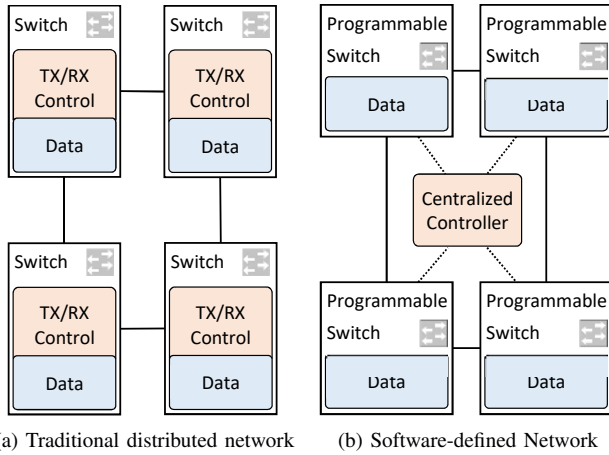 Switch
TX/RX
Control
Data
Switch
TX/RX
Control
Data
Switch
TX/RX
Control
Data
Switch
TX/RX
Control
Data
(a) Traditional distributed network
Programmable
Switch
Data
Programmable
Switch
Data
Centralized
Controller
Programmable
Switch
Data
Programmable
Switch
Data
(b) Software-defined Network